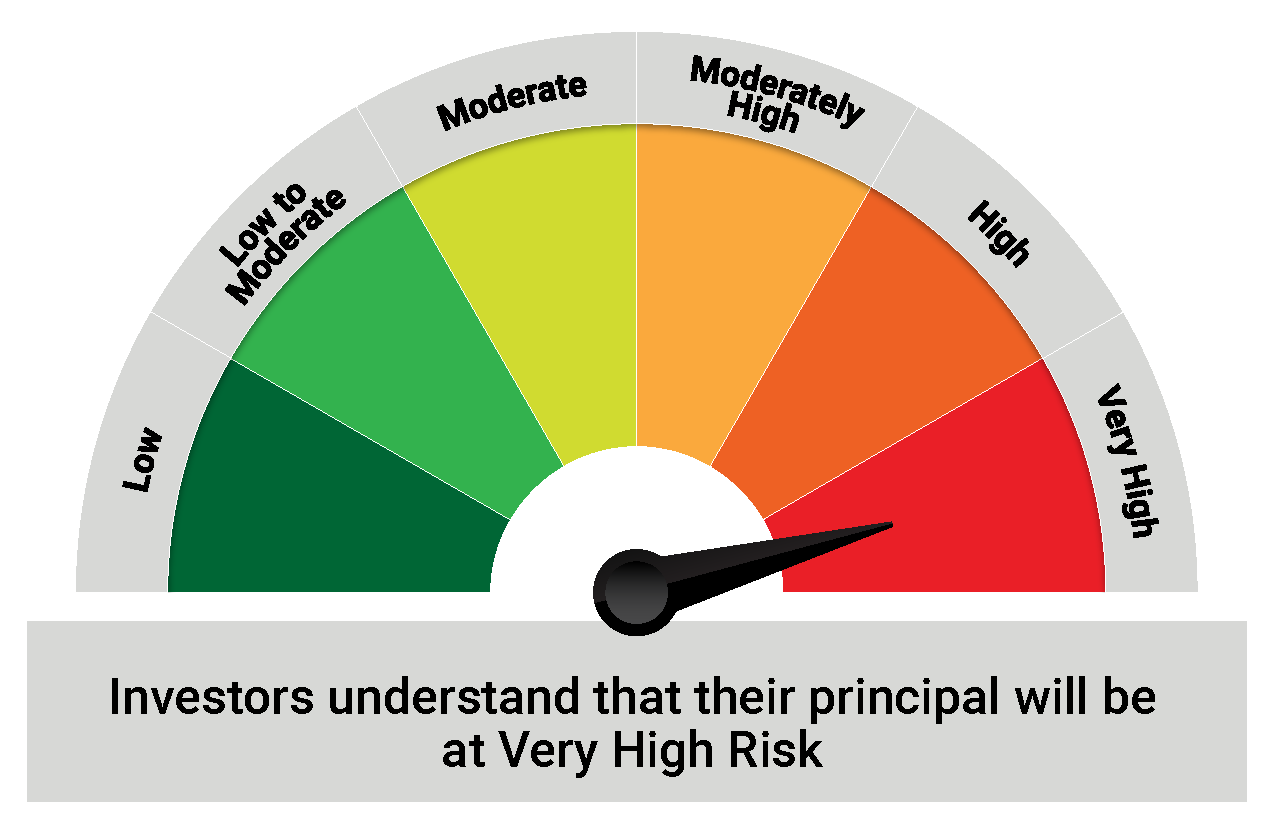 Low
Low to
Moderate
Moderate
Moderately
High
High
Very High
Investors understand that their principal will be
at Very High Risk